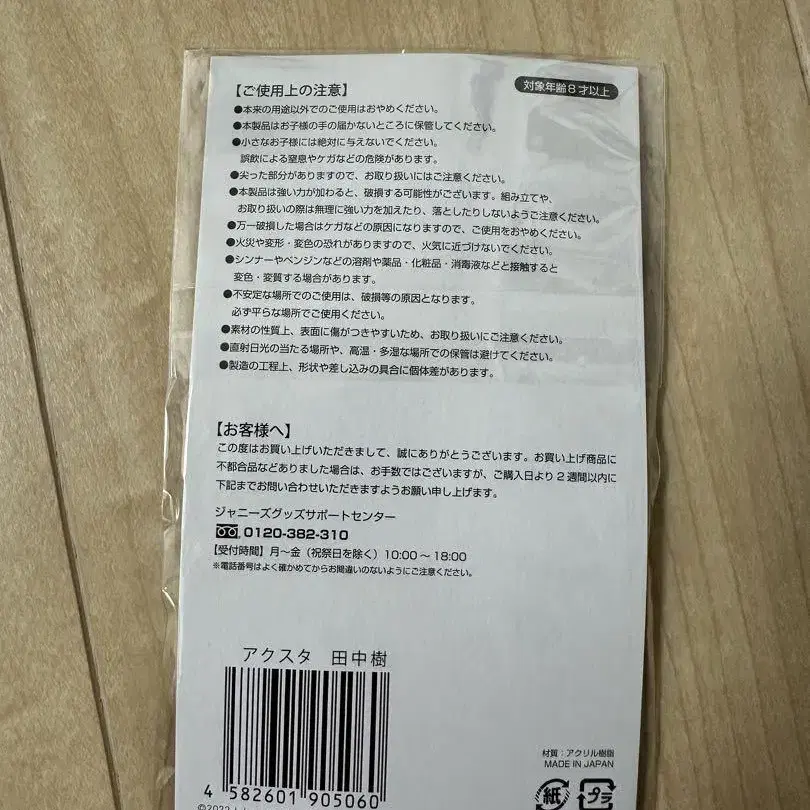 【ご使用上の注意】
対象年齢8才以上
●本来の用途以外でのご使用はおやめください。
●本製品はお子様の手の届かないところに保管してください。
●小さなお子様には絶対に与えないでください。
誤飲による窒息やケガなどの危険があります。
●尖った部分がありますので、お取り扱いにはご注意ください。
●本製品は強い力が加わると、破損する可能性がございます。組み立てや、
お取り扱いの際は無理に強い力を加えたり、落としたりしないようご注意ください。
●万一破損した場合はケガなどの原因になりますので、ご使用をおやめください。
●火災や変形・変色の恐れがありますので、火気に近づけないでください。
●シンナーやベンジンなどの溶剤や薬品・化粧品・消毒液などと接触すると
変色・変質する場合があります。
●不安定な場所でのご使用は、破損等の原因となります。
必ず平らな場所でご使用ください。
●素材の性質上、表面に傷がつきやすいため、お取り扱いにご注意ください。
●直射日光の当たる場所や、高温・多湿な場所での保管は避けてください。
●製造の工程上、形状や差し込みの具合に個体差があります。
【お客様へ】
この度はお買い上げいただきまして、誠にありがとうございます。お買い上げ商品に
不都合品などありました場合は、お手数ではございますが、ご購入日より2週間以内に
下記までお問い合わせいただきますようお願い申し上げます。
ジャニーズグッズサポートセンター
0120-382-310
【受付時間】月〜金（祝祭日を除く）10:00〜18:00
※電話番号はよく確かめてからお間違いのないようにご注意ください。
アクスタ 田中樹
4 582601 905060
材質：アクリル樹脂
MADE IN JAPAN
紙 プラ